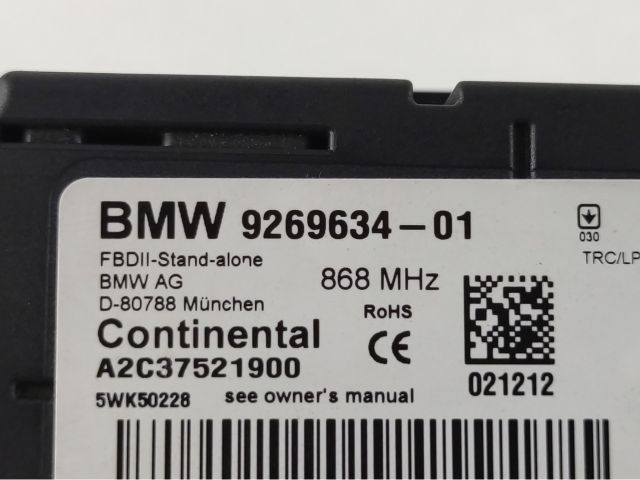 BMW 9269634-01
FBDII-Stand-alone
BMW AG
D-80788 München
868 MHz
030
TRC/LP
RoHS
CE
Continental
A2C37521900
021212
5WK50228
see owner's manual